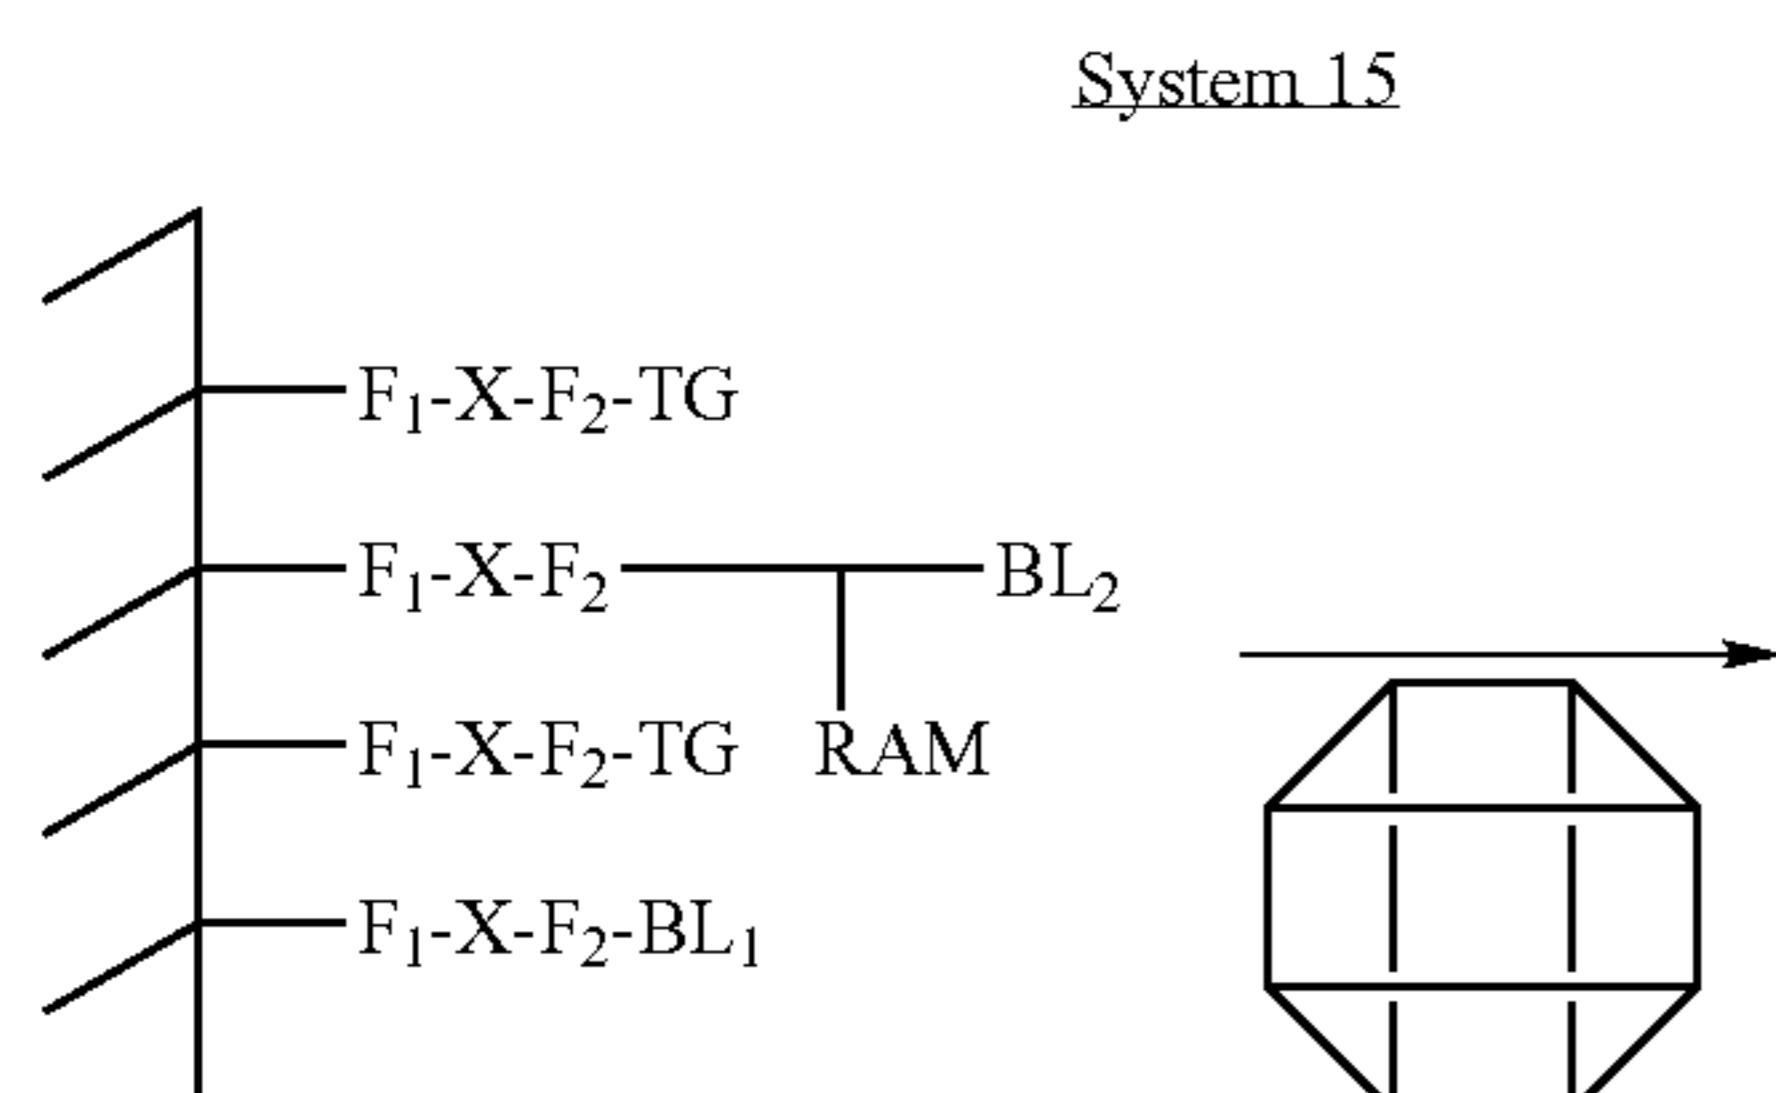 System 15
F₁-X-F₂-TG
F₁-X-F₂ BL₂
F₁-X-F₂-TG RAM
F₁-X-F₂-BL₁